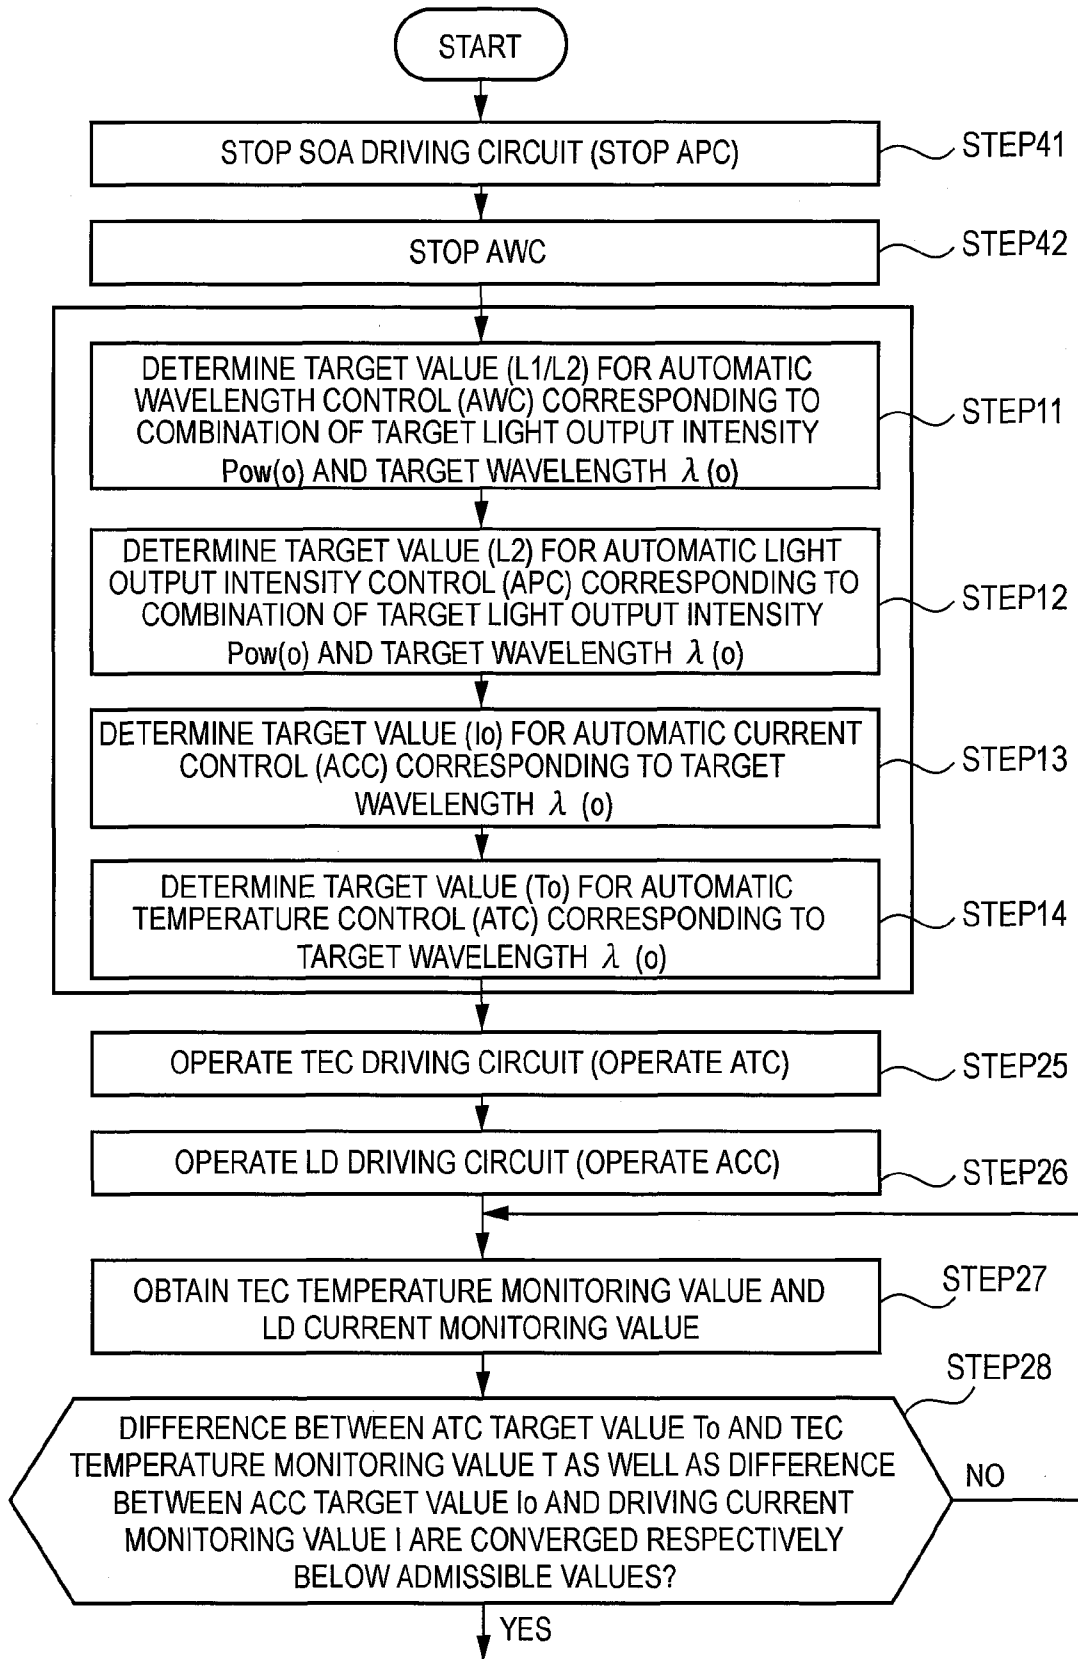 START
STOP SOA DRIVING CIRCUIT (STOP APC)
STEP41
STOP AWC
STEP42
DETERMINE TARGET VALUE (L1/L2) FOR AUTOMATIC
WAVELENGTH CONTROL (AWC) CORRESPONDING TO
COMBINATION OF TARGET LIGHT OUTPUT INTENSITY
Pow(o) AND TARGET WAVELENGTH λ (o)
STEP11
DETERMINE TARGET VALUE (L2) FOR AUTOMATIC LIGHT
OUTPUT INTENSITY CONTROL (APC) CORRESPONDING TO
COMBINATION OF TARGET LIGHT OUTPUT INTENSITY
Pow(o) AND TARGET WAVELENGTH λ (o)
STEP12
DETERMINE TARGET VALUE (Io) FOR AUTOMATIC CURRENT
CONTROL (ACC) CORRESPONDING TO TARGET
WAVELENGTH λ (o)
STEP13
DETERMINE TARGET VALUE (To) FOR AUTOMATIC
TEMPERATURE CONTROL (ATC) CORRESPONDING TO
TARGET WAVELENGTH λ (o)
STEP14
OPERATE TEC DRIVING CIRCUIT (OPERATE ATC)
STEP25
OPERATE LD DRIVING CIRCUIT (OPERATE ACC)
STEP26
OBTAIN TEC TEMPERATURE MONITORING VALUE AND
LD CURRENT MONITORING VALUE
STEP27
STEP28
DIFFERENCE BETWEEN ATC TARGET VALUE To AND TEC
TEMPERATURE MONITORING VALUE T AS WELL AS DIFFERENCE
BETWEEN ACC TARGET VALUE Io AND DRIVING CURRENT
MONITORING VALUE I ARE CONVERGED RESPECTIVELY
BELOW ADMISSIBLE VALUES?
NO
YES